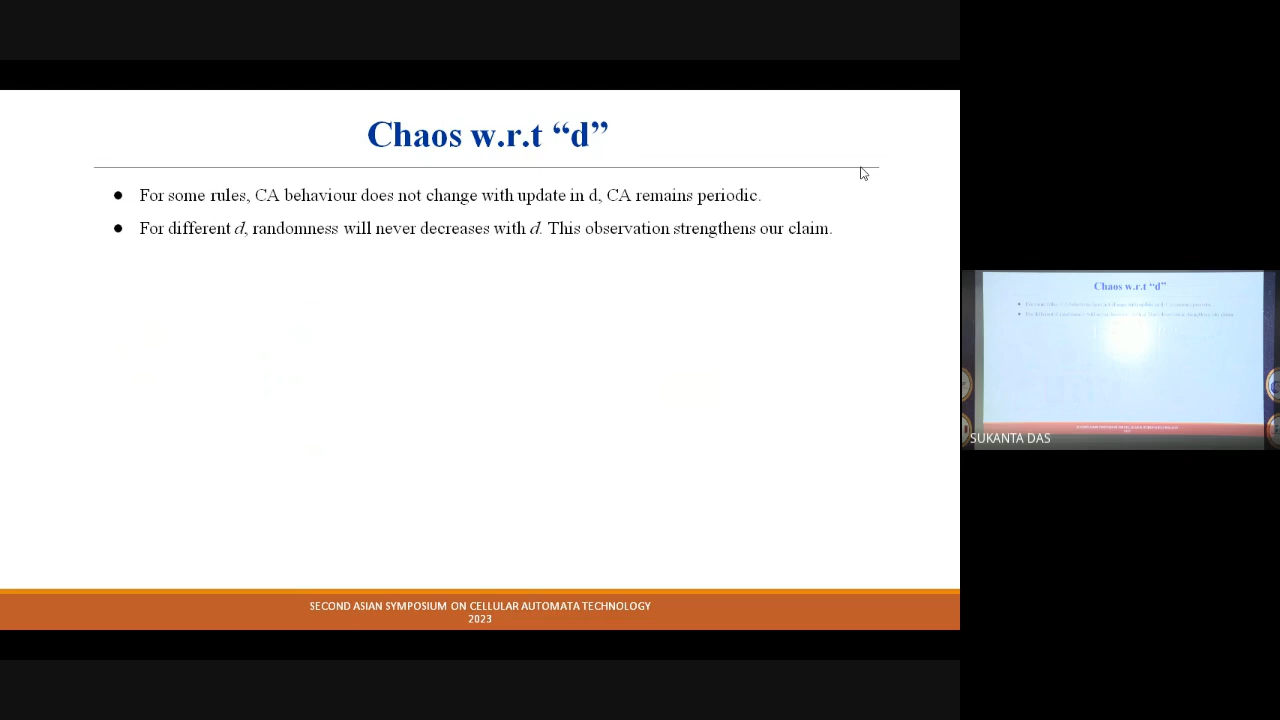 Chaos w.r.t “d”
● For some rules, CA behaviour does not change with update in d, CA remains periodic.
● For different d, randomness will never decreases with d. This observation strengthens our claim.
SECOND ASIAN SYMPOSIUM ON CELLULAR AUTOMATA TECHNOLOGY
2023
Chaos w.r.t “d”
SUKANTA DAS